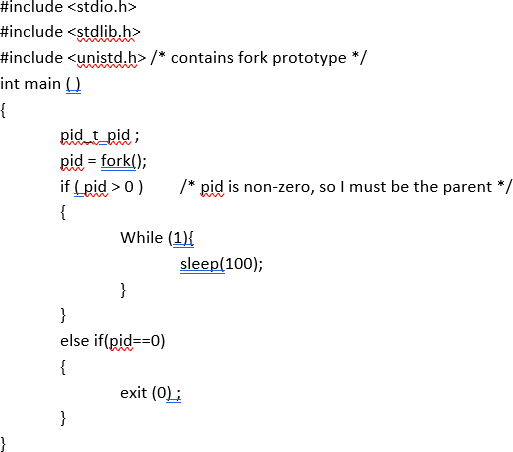 #include <stdio.h>
#include <stdlib.h>
#include <unistd.h> /* contains fork prototype */
int main ( )
{
pid_t pid ;
pid = fork();
if ( pid > 0 ) /* pid is non-zero, so I must be the parent */
{
While (1){
sleep(100);
}
}
else if(pid==0)
{
exit (0) ;
}
}